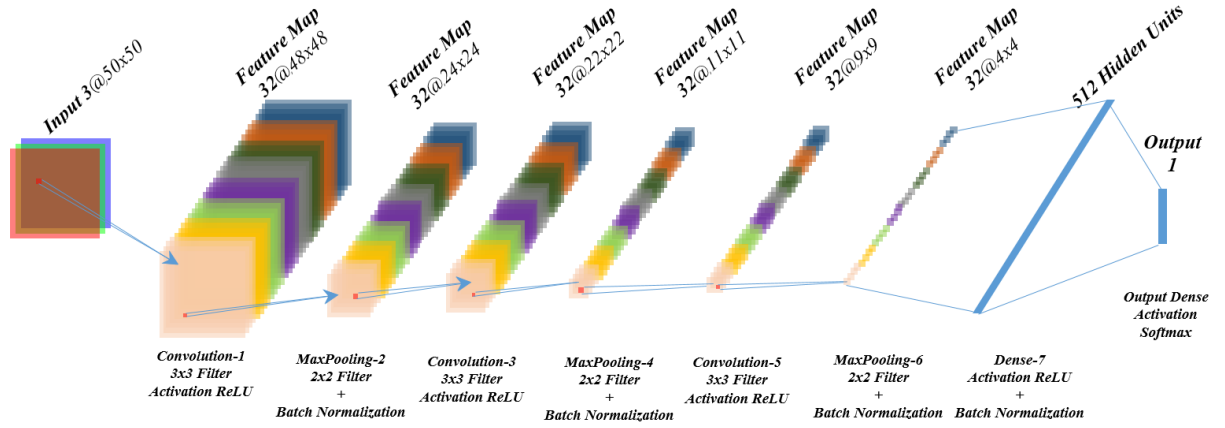 Input 3@50x50
Feature Map
32@48x48
Feature Map
32@24x24
Feature Map
32@22x22
Feature Map
32@11x11
Feature Map
32@9x9
Feature Map
32@4x4
512 Hidden Units
Output
1
Convolution-1
3x3 Filter
Activation ReLU
MaxPooling-2
2x2 Filter
+
Batch Normalization
Convolution-3
3x3 Filter
Activation ReLU
MaxPooling-4
2x2 Filter
+
Batch Normalization
Convolution-5
3x3 Filter
Activation ReLU
MaxPooling-6
2x2 Filter
+
Batch Normalization
Dense-7
Activation ReLU
+
Batch Normalization
Output Dense
Activation
Softmax